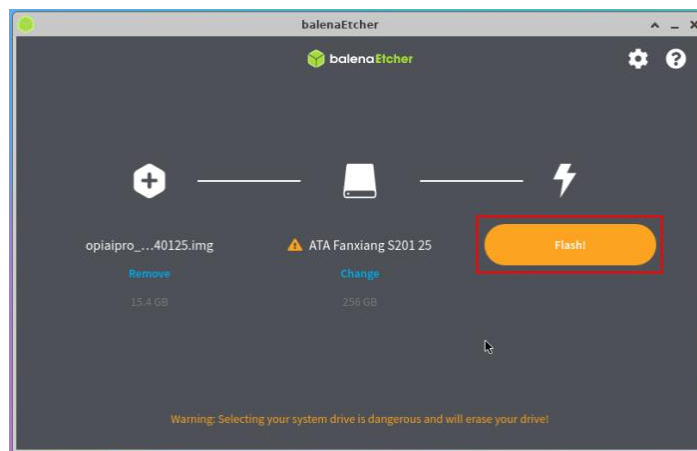 balenaEtcher
balenaEtcher
opiaipro_...40125.img
ATA Fanxiang S201 25
Flash!
Remove
Change
15.4 GB
256 GB
Warning: Selecting your system drive is dangerous and will erase your drive!